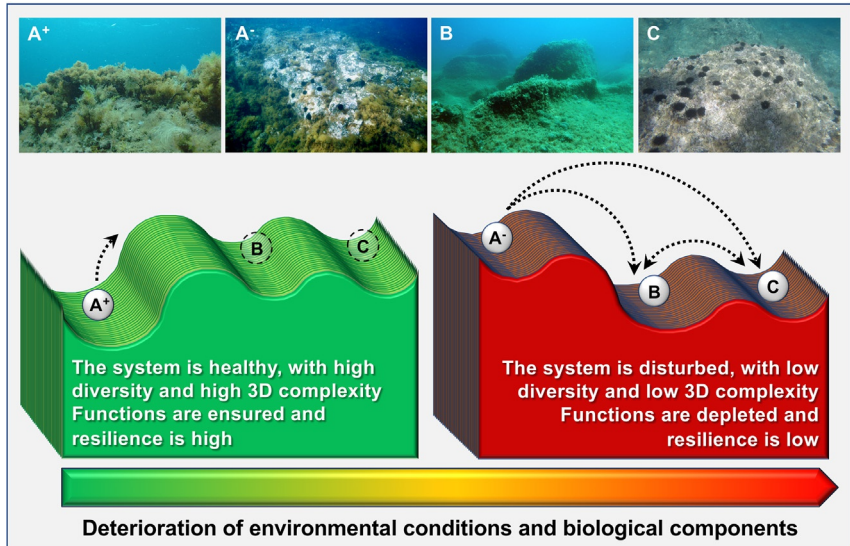 A⁺
A⁻
B
C
A⁺
B
C
A⁻
B
C
The system is healthy, with high
diversity and high 3D complexity
Functions are ensured and
resilience is high
The system is disturbed, with low
diversity and low 3D complexity
Functions are depleted and
resilience is low
Deterioration of environmental conditions and biological components